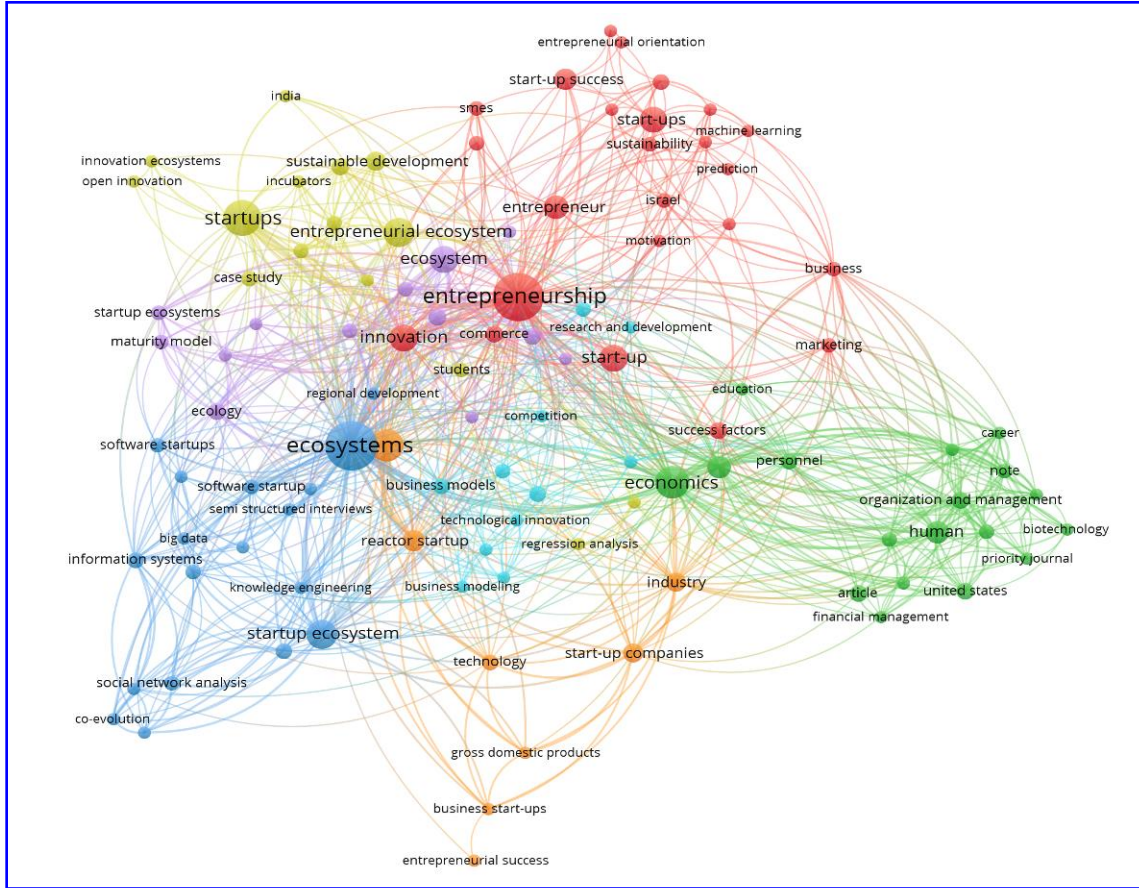 entrepreneurial orientation
start-up success
india
smes
start-ups
machine learning
sustainability
innovation ecosystems
sustainable development
prediction
open innovation
incubators
israel
entrepreneur
startups
entrepreneurial ecosystem
motivation
ecosystem
business
case study
entrepreneurship
startup ecosystems
research and development
commerce
innovation
maturity model
marketing
start-up
students
regional development
education
ecology
competition
success factors
career
software startups
ecosystems
personnel
note
economics
business models
software startup
organization and management
semi structured interviews
technological innovation
human
biotechnology
big data
reactor startup
regression analysis
information systems
priority journal
knowledge engineering
business modeling
industry
article
united states
financial management
startup ecosystem
start-up companies
technology
social network analysis
co-evolution
gross domestic products
business start-ups
entrepreneurial success